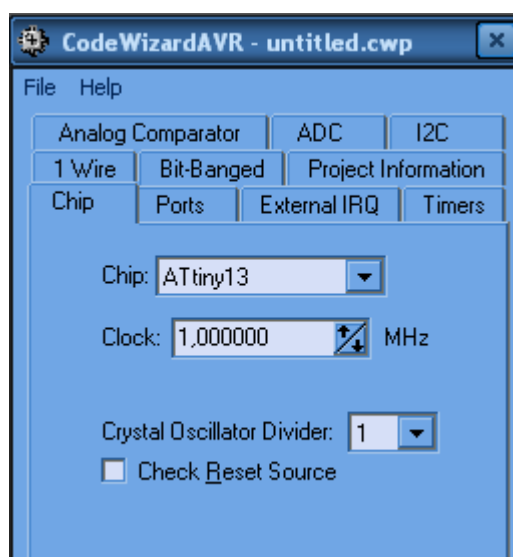 CodeWizardAVR - untitled.cwp
File Help
Analog Comparator ADC I2C
1 Wire Bit-Banged Project Information
Chip Ports External IRQ Timers
Chip: ATtiny13
Clock: 1,000000 MHz
Crystal Oscillator Divider: 1
Check Reset Source